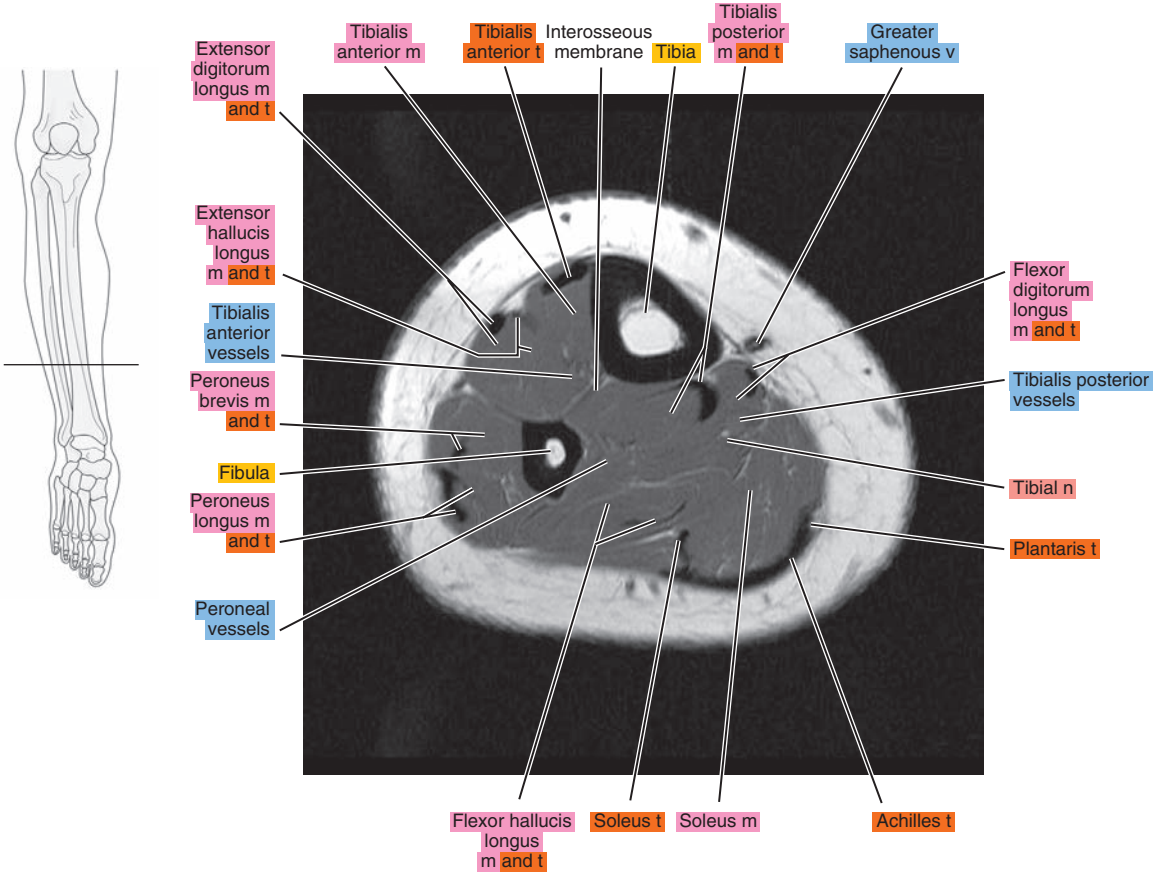 Tibialis
anterior m
Tibialis
anterior t
Interosseous
membrane
Tibia
Tibialis
posterior
m and t
Greater
saphenous v
Extensor
digitorum
longus m
and t
Extensor
hallucis
longus
m and t
Tibialis
anterior
vessels
Peroneus
brevis m
and t
Fibula
Peroneus
longus m
and t
Peroneal
vessels
Flexor
digitorum
longus
m and t
Tibialis posterior
vessels
Tibial n
Plantaris t
Flexor hallucis
longus
m and t
Soleus t
Soleus m
Achilles t